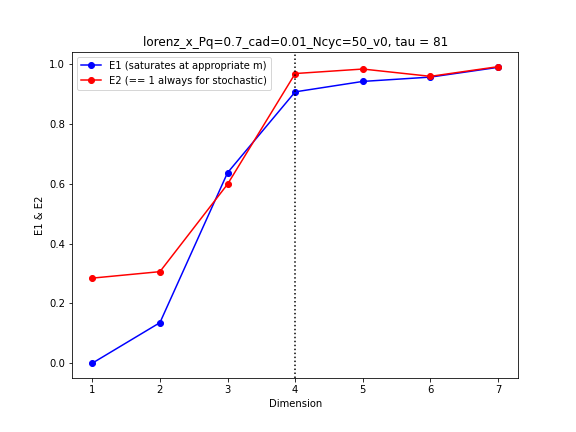 lorenz_x_Pq=0.7_cad=0.01_Ncyc=50_v0, tau = 81
E1 (saturates at appropriate m)
E2 (== 1 always for stochastic)
1.0
0.8
0.6
0.4
0.2
0.0
E1 & E2
1 2 3 4 5 6 7
Dimension